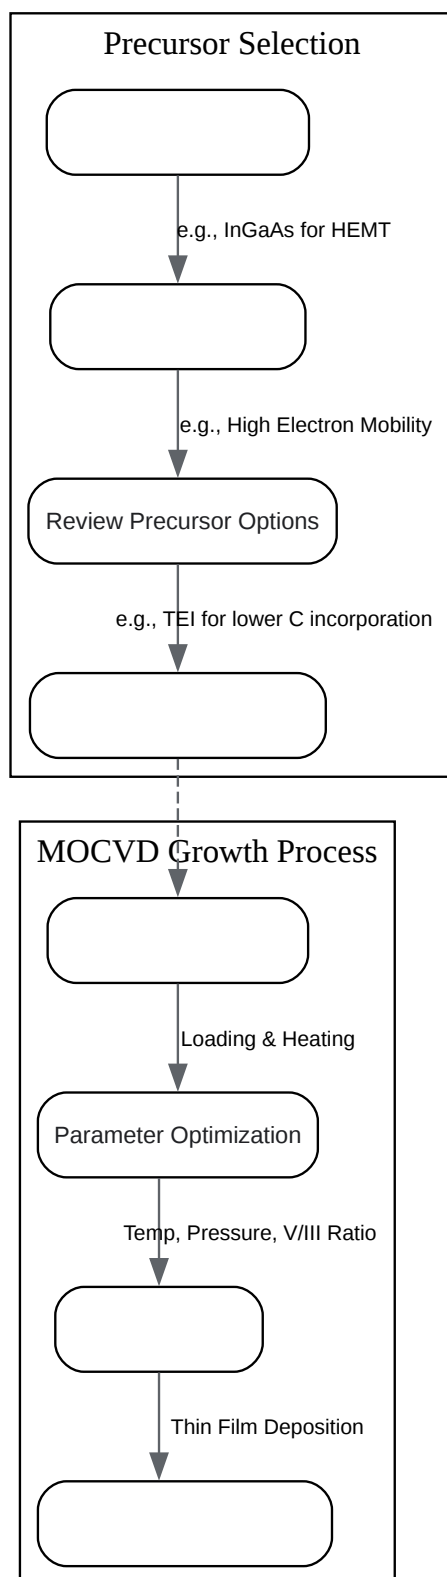 Precursor Selection
e.g., InGaAs for HEMT
e.g., High Electron Mobility
Review Precursor Options
e.g., TEI for lower C incorporation
MOCVD Growth Process
Loading & Heating
Parameter Optimization
Temp, Pressure, V/III Ratio
Thin Film Deposition